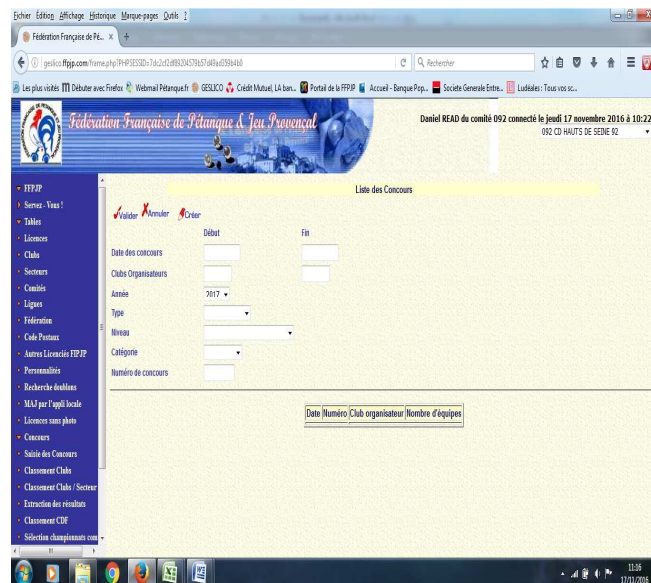 Fichier Édition Affichage Historique Marque-pages Outils ?
Fédération Française de Pé... × +
geslico.ffpjp.com/frame.php?PHPSESSID=
Rechercher
Les plus visités Débuter avec Firefox Webmail Pétanque.fr GESLICO Crédit Mutuel, LA ban... Portail de la FFPJP Accueil - Banque Pop... Societe Generale Entre... Ludéales : Tous vos sc...
Fédération Française de Pétanque & Jeu Provençal
Daniel READ du comité 092 connecté le jeudi 17 novembre 2016 à 10:22
092 CD HAUTS DE SEINE 92
FFPJP
Servez - Vous !
Tables
Licences
Clubs
Secteurs
Comités
Ligues
Fédération
Code Postaux
Autres Licenciés FIPJP
Personnalités
Recherche doublons
MAJ par l'appli locale
Licences sans photo
Concours
Saisie des Concours
Classement Clubs
Classement Clubs / Secteur
Extraction des résultats
Classement CDF
Sélection championnats com
Liste des Concours
Valider Annuler Créer
Début Fin
Date des concours
Clubs Organisateurs
Année 2017
Type
Niveau
Catégorie
Numéro de concours
Date Numéro Club organisateur Nombre d'équipes
11:16
17/11/2016